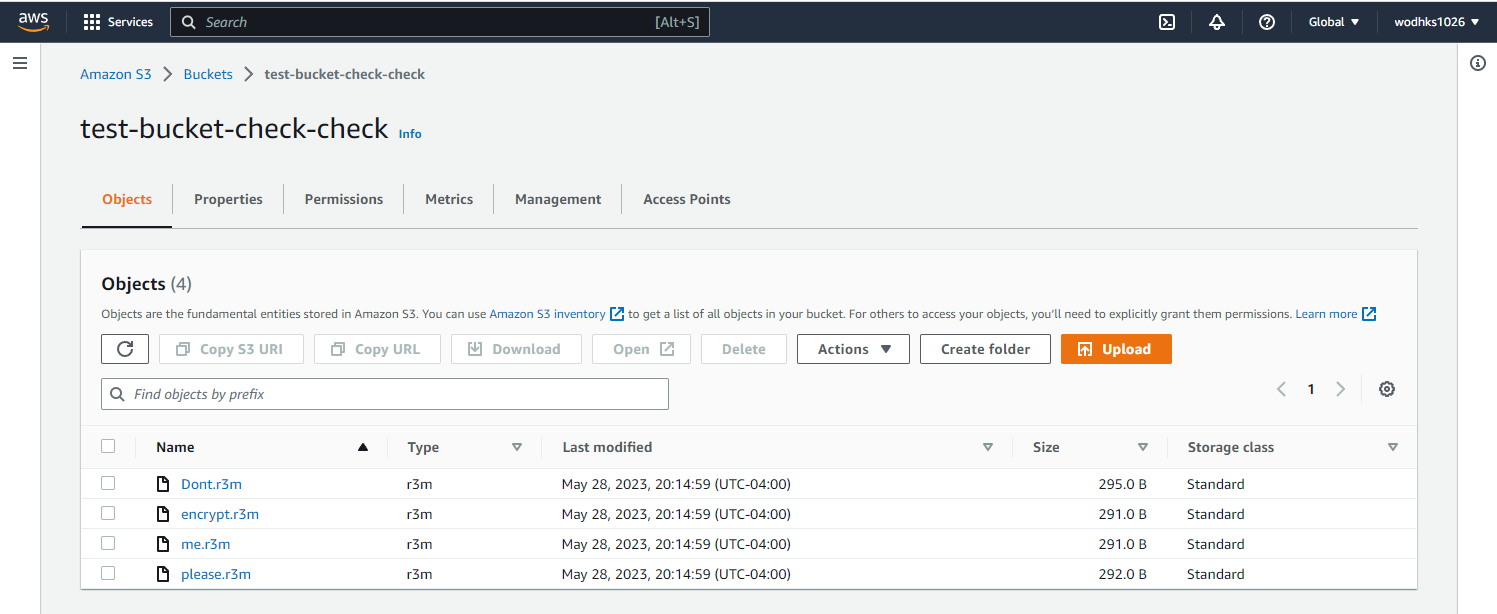 aws Services Search [Alt+S] Global wodhks1026
Amazon S3 > Buckets > test-bucket-check-check
test-bucket-check-check Info
Objects Properties Permissions Metrics Management Access Points
Objects (4)
Objects are the fundamental entities stored in Amazon S3. You can use Amazon S3 inventory to get a list of all objects in your bucket. For others to access your objects, you'll need to explicitly grant them permissions. Learn more
Copy S3 URI Copy URL Download Open Delete Actions Create folder Upload
Find objects by prefix 1
Name Type Last modified Size Storage class
Dont.r3m r3m May 28, 2023, 20:14:59 (UTC-04:00) 295.0 B Standard
encrypt.r3m r3m May 28, 2023, 20:14:59 (UTC-04:00) 291.0 B Standard
me.r3m r3m May 28, 2023, 20:14:59 (UTC-04:00) 291.0 B Standard
please.r3m r3m May 28, 2023, 20:14:59 (UTC-04:00) 292.0 B Standard